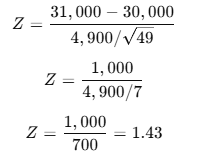 Z = (31,000 − 30,000) / (4,900/√49)
Z = 1,000 / (4,900/7)
Z = 1,000 / 700 = 1.43